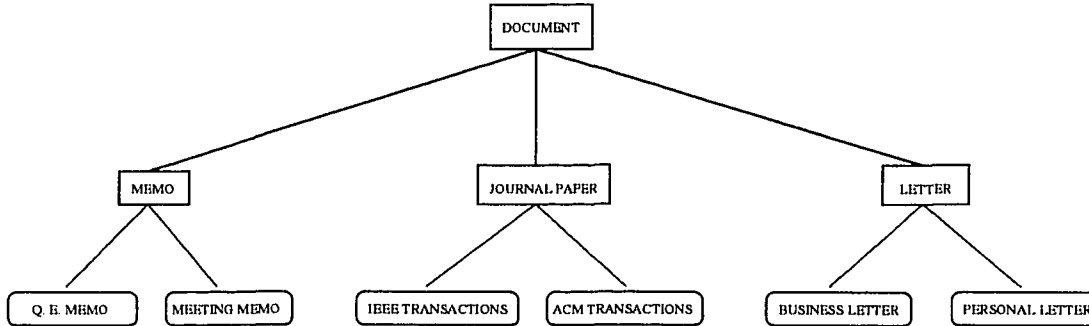 DOCUMENT
MEMO
JOURNAL PAPER
LETTER
Q. E. MEMO
MEETING MEMO
IEEE TRANSACTIONS
ACM TRANSACTIONS
BUSINESS LETTER
PERSONAL LETTER